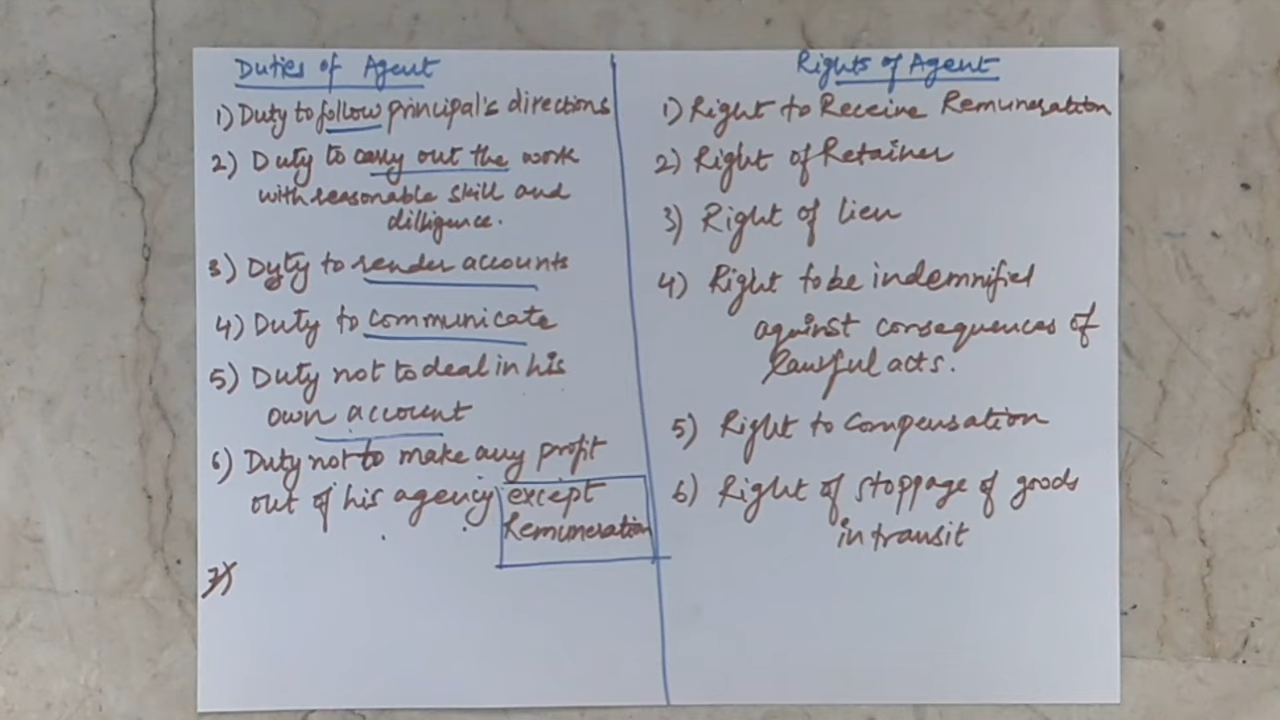 Duties of Agent
1) Duty to follow principal's directions
2) Duty to carry out the work
with reasonable skill and
dilligence.
3) Dyty to render accounts
4) Duty to communicate
5) Duty not to deal in his
own account
6) Duty not to make any profit
out of his agency except
Remuneration
7)
Rights of Agent
1) Right to Receive Remuneration
2) Right of Retainer
3) Right of lien
4) Right to be indemnified
against consequences of
lawful acts.
5) Right to Compensation
6) Right of stoppage of goods
in transit